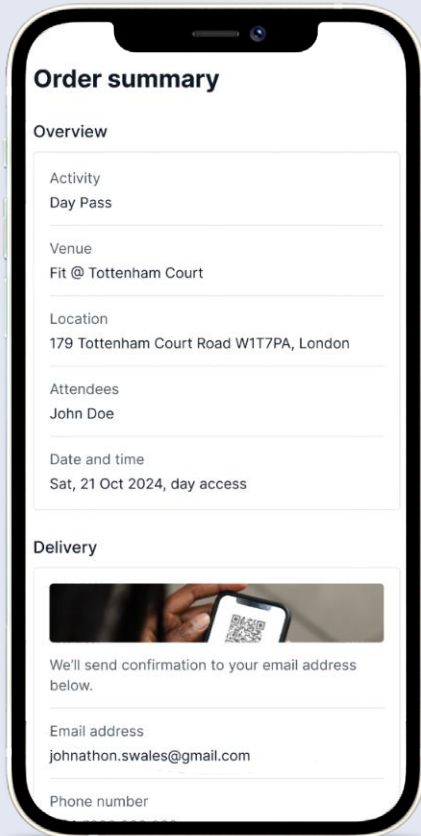 Order summary
Overview
Activity
Day Pass
Venue
Fit @ Tottenham Court
Location
179 Tottenham Court Road W1T7PA, London
Attendees
John Doe
Date and time
Sat, 21 Oct 2024, day access
Delivery
We'll send confirmation to your email address
below.
Email address
johnathon.swales@gmail.com
Phone number